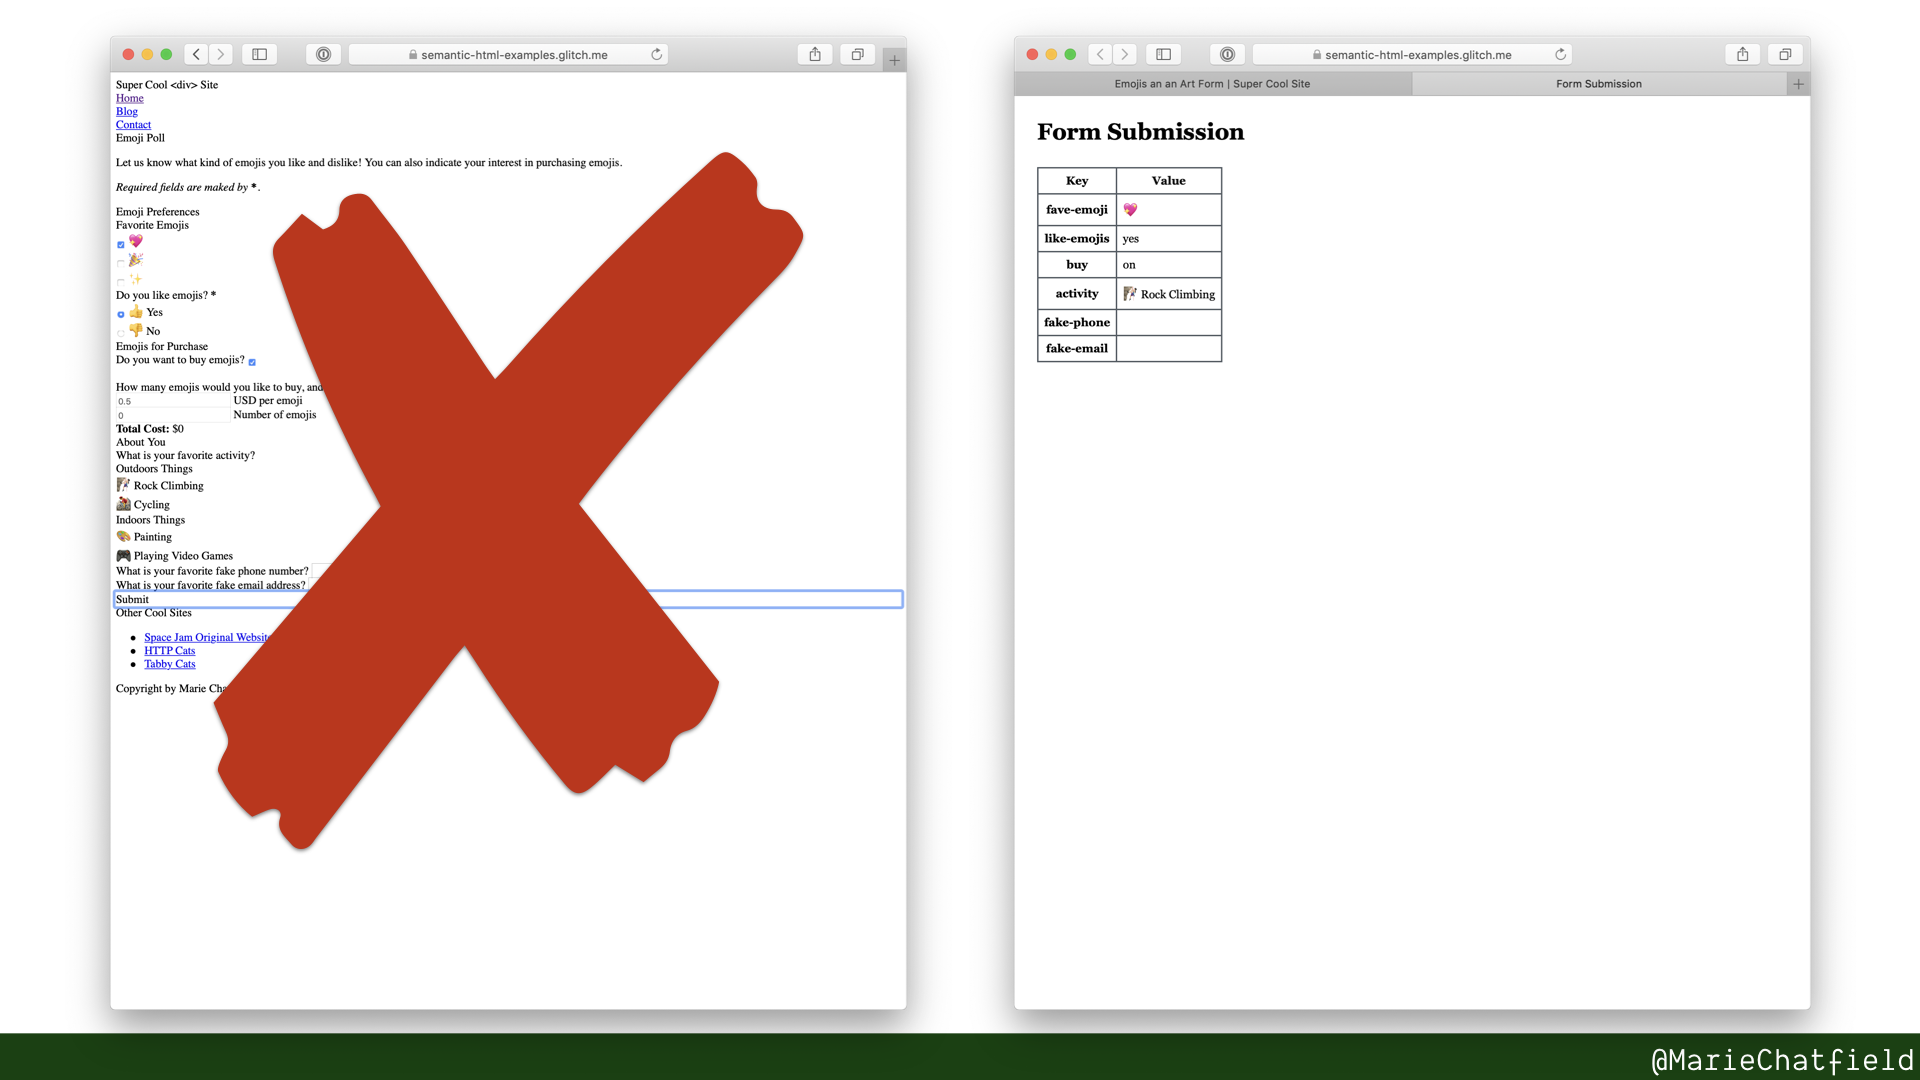 semantic-html-examples.glitch.me
Super Cool <div> Site
Home
Blog
Contact
Emoji Poll
Let us know what kind of emojis you like and dislike! You can also indicate your interest in purchasing emojis.
Required fields are maked by *.
Emoji Preferences
Favorite Emojis
💖
🎉
✨
Do you like emojis? *
👍 Yes
👎 No
Emojis for Purchase
Do you want to buy emojis?
How many emojis would you like to buy, and
0.5 USD per emoji
0 Number of emojis
Total Cost: $0
About You
What is your favorite activity?
Outdoors Things
Rock Climbing
Cycling
Indoors Things
🎨 Painting
🎮 Playing Video Games
What is your favorite fake phone number?
What is your favorite fake email address?
Submit
Other Cool Sites
Space Jam Original Website
HTTP Cats
Tabby Cats
Copyright by Marie
semantic-html-examples.glitch.me
Emojis an an Art Form | Super Cool Site
Form Submission
Form Submission
Key Value
fave-emoji 💖
like-emojis yes
buy on
activity Rock Climbing
fake-phone
fake-email
@MarieChatfield